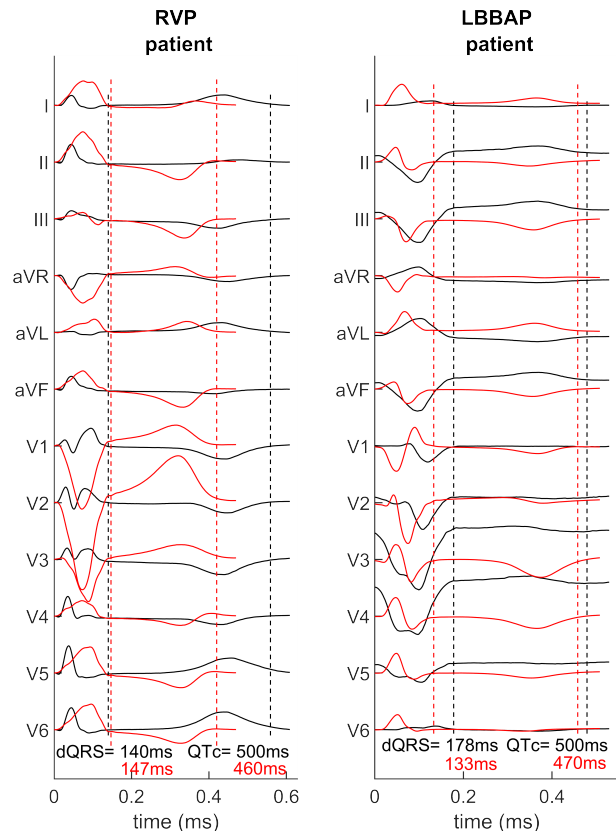 RVP
patient
I
II
III
aVR
aVL
aVF
V1
V2
V3
V4
V5
V6
dQRS= 140ms QTc= 500ms
147ms 460ms
0 0.2 0.4 0.6
time (ms)
LBBAP
patient
I
II
III
aVR
aVL
aVF
V1
V2
V3
V4
V5
V6
dQRS= 178ms QTc= 500ms
133ms 470ms
0 0.2 0.4
time (ms)